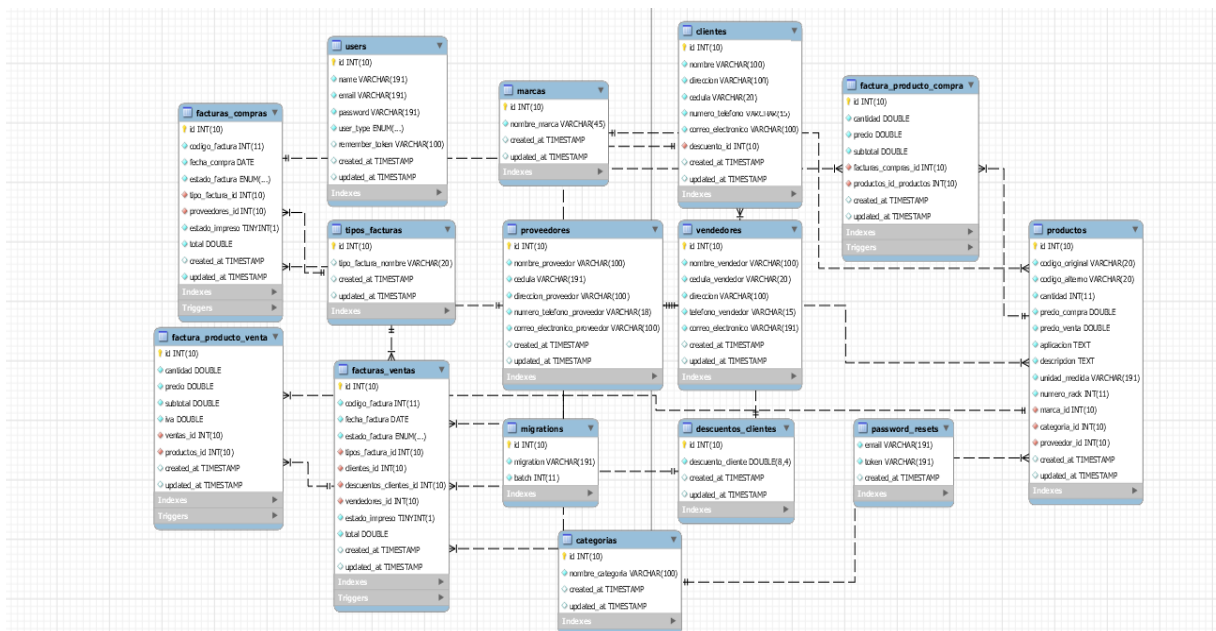 users
id INT(10)
name VARCHAR(191)
email VARCHAR(191)
password VARCHAR(191)
user_type ENUM(...)
remember_token VARCHAR(100)
created_at TIMESTAMP
updated_at TIMESTAMP
Indexes
clientes
id INT(10)
nombre VARCHAR(100)
direccion VARCHAR(100)
cedula VARCHAR(20)
numero_telefono VARCHAR(15)
correo_electronico VARCHAR(100)
descuento_id INT(10)
created_at TIMESTAMP
updated_at TIMESTAMP
Indexes
marcas
id INT(10)
nombre_marca VARCHAR(45)
created_at TIMESTAMP
updated_at TIMESTAMP
Indexes
factura_producto_compra
id INT(10)
cantidad DOUBLE
precio DOUBLE
subtotal DOUBLE
facturas_compras_id INT(10)
productos_id_productos INT(10)
created_at TIMESTAMP
updated_at TIMESTAMP
Indexes
Triggers
facturas_compras
id INT(10)
codigo_factura INT(11)
fecha_compra DATE
estado_factura ENUM(...)
tipo_factura_id INT(10)
proveedores_id INT(10)
estado_impreso TINYINT(1)
total DOUBLE
created_at TIMESTAMP
updated_at TIMESTAMP
Indexes
Triggers
tipos_facturas
id INT(10)
tipo_factura_nombre VARCHAR(20)
created_at TIMESTAMP
updated_at TIMESTAMP
Indexes
proveedores
id INT(10)
nombre_proveedor VARCHAR(100)
cedula VARCHAR(191)
direccion_proveedor VARCHAR(100)
numero_telefono_proveedor VARCHAR(18)
correo_electronico_proveedor VARCHAR(100)
created_at TIMESTAMP
updated_at TIMESTAMP
Indexes
vendedores
id INT(10)
nombre_vendedor VARCHAR(100)
cedula_vendedor VARCHAR(20)
direccion VARCHAR(100)
telefono_vendedor VARCHAR(15)
correo_electronico VARCHAR(191)
created_at TIMESTAMP
updated_at TIMESTAMP
Indexes
productos
id INT(10)
codigo_original VARCHAR(20)
codigo_alterno VARCHAR(20)
cantidad INT(11)
precio_compra DOUBLE
precio_venta DOUBLE
aplicacion TEXT
descripcion TEXT
unidad_medida VARCHAR(191)
numero_rack INT(11)
marca_id INT(10)
categoria_id INT(10)
proveedor_id INT(10)
created_at TIMESTAMP
updated_at TIMESTAMP
Indexes
factura_producto_venta
id INT(10)
cantidad DOUBLE
precio DOUBLE
subtotal DOUBLE
iva DOUBLE
ventas_id INT(10)
productos_id INT(10)
created_at TIMESTAMP
updated_at TIMESTAMP
Indexes
Triggers
facturas_ventas
id INT(10)
codigo_factura INT(11)
fecha_factura DATE
estado_factura ENUM(...)
tipos_factura_id INT(10)
clientes_id INT(10)
descuentos_clientes_id INT(10)
vendedores_id INT(10)
estado_impreso TINYINT(1)
total DOUBLE
created_at TIMESTAMP
updated_at TIMESTAMP
Indexes
Triggers
migrations
id INT(10)
migration VARCHAR(191)
batch INT(11)
Indexes
descuentos_clientes
id INT(10)
descuento_cliente DOUBLE(8,4)
created_at TIMESTAMP
updated_at TIMESTAMP
Indexes
password_resets
email VARCHAR(191)
token VARCHAR(191)
created_at TIMESTAMP
Indexes
categorias
id INT(10)
nombre_categoria VARCHAR(100)
created_at TIMESTAMP
updated_at TIMESTAMP
Indexes